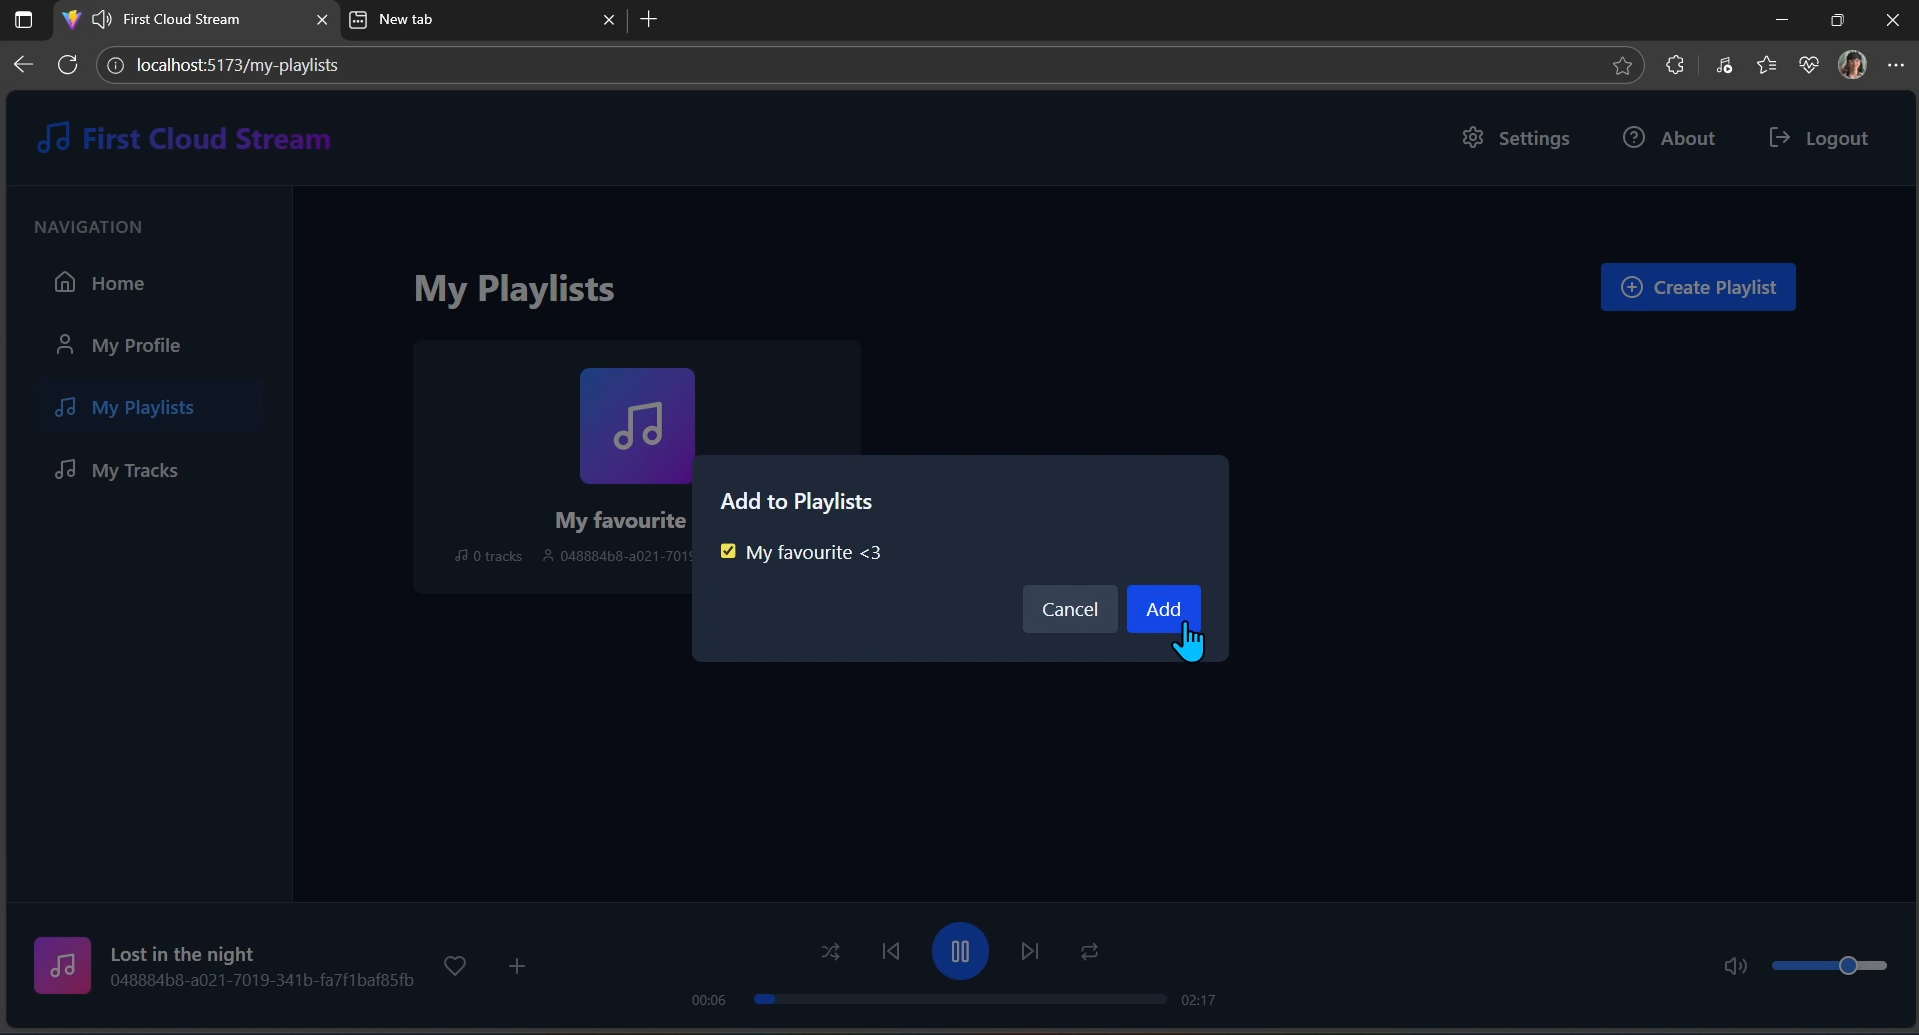 First Cloud Stream
New tab
localhost:5173/my-playlists
First Cloud Stream
Settings
About
Logout
NAVIGATION
Home
My Profile
My Playlists
My Tracks
My Playlists
Create Playlist
My favourite
0 tracks
048884b8-a021-7019
Add to Playlists
My favourite <3
Cancel
Add
Lost in the night
048884b8-a021-7019-341b-fa7f1baf85fb
00:06
02:17